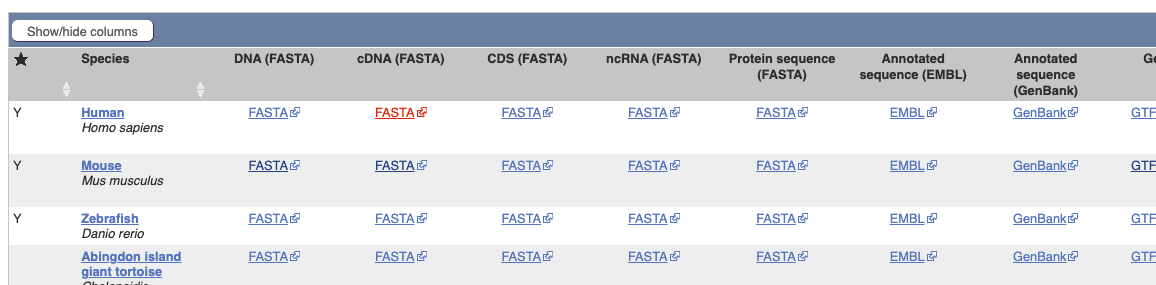 Show/hide columns
★ Species DNA (FASTA) cDNA (FASTA) CDS (FASTA) ncRNA (FASTA) Protein sequence (FASTA) Annotated sequence (EMBL) Annotated sequence (GenBank) Ge
Y Human FASTA FASTA FASTA FASTA FASTA EMBL GenBank GTF
Homo sapiens
Y Mouse FASTA FASTA FASTA FASTA FASTA EMBL GenBank GTF
Mus musculus
Y Zebrafish FASTA FASTA FASTA FASTA FASTA EMBL GenBank GTF
Danio rerio
Abingdon island FASTA FASTA FASTA FASTA FASTA EMBL GenBank GTF
giant tortoise